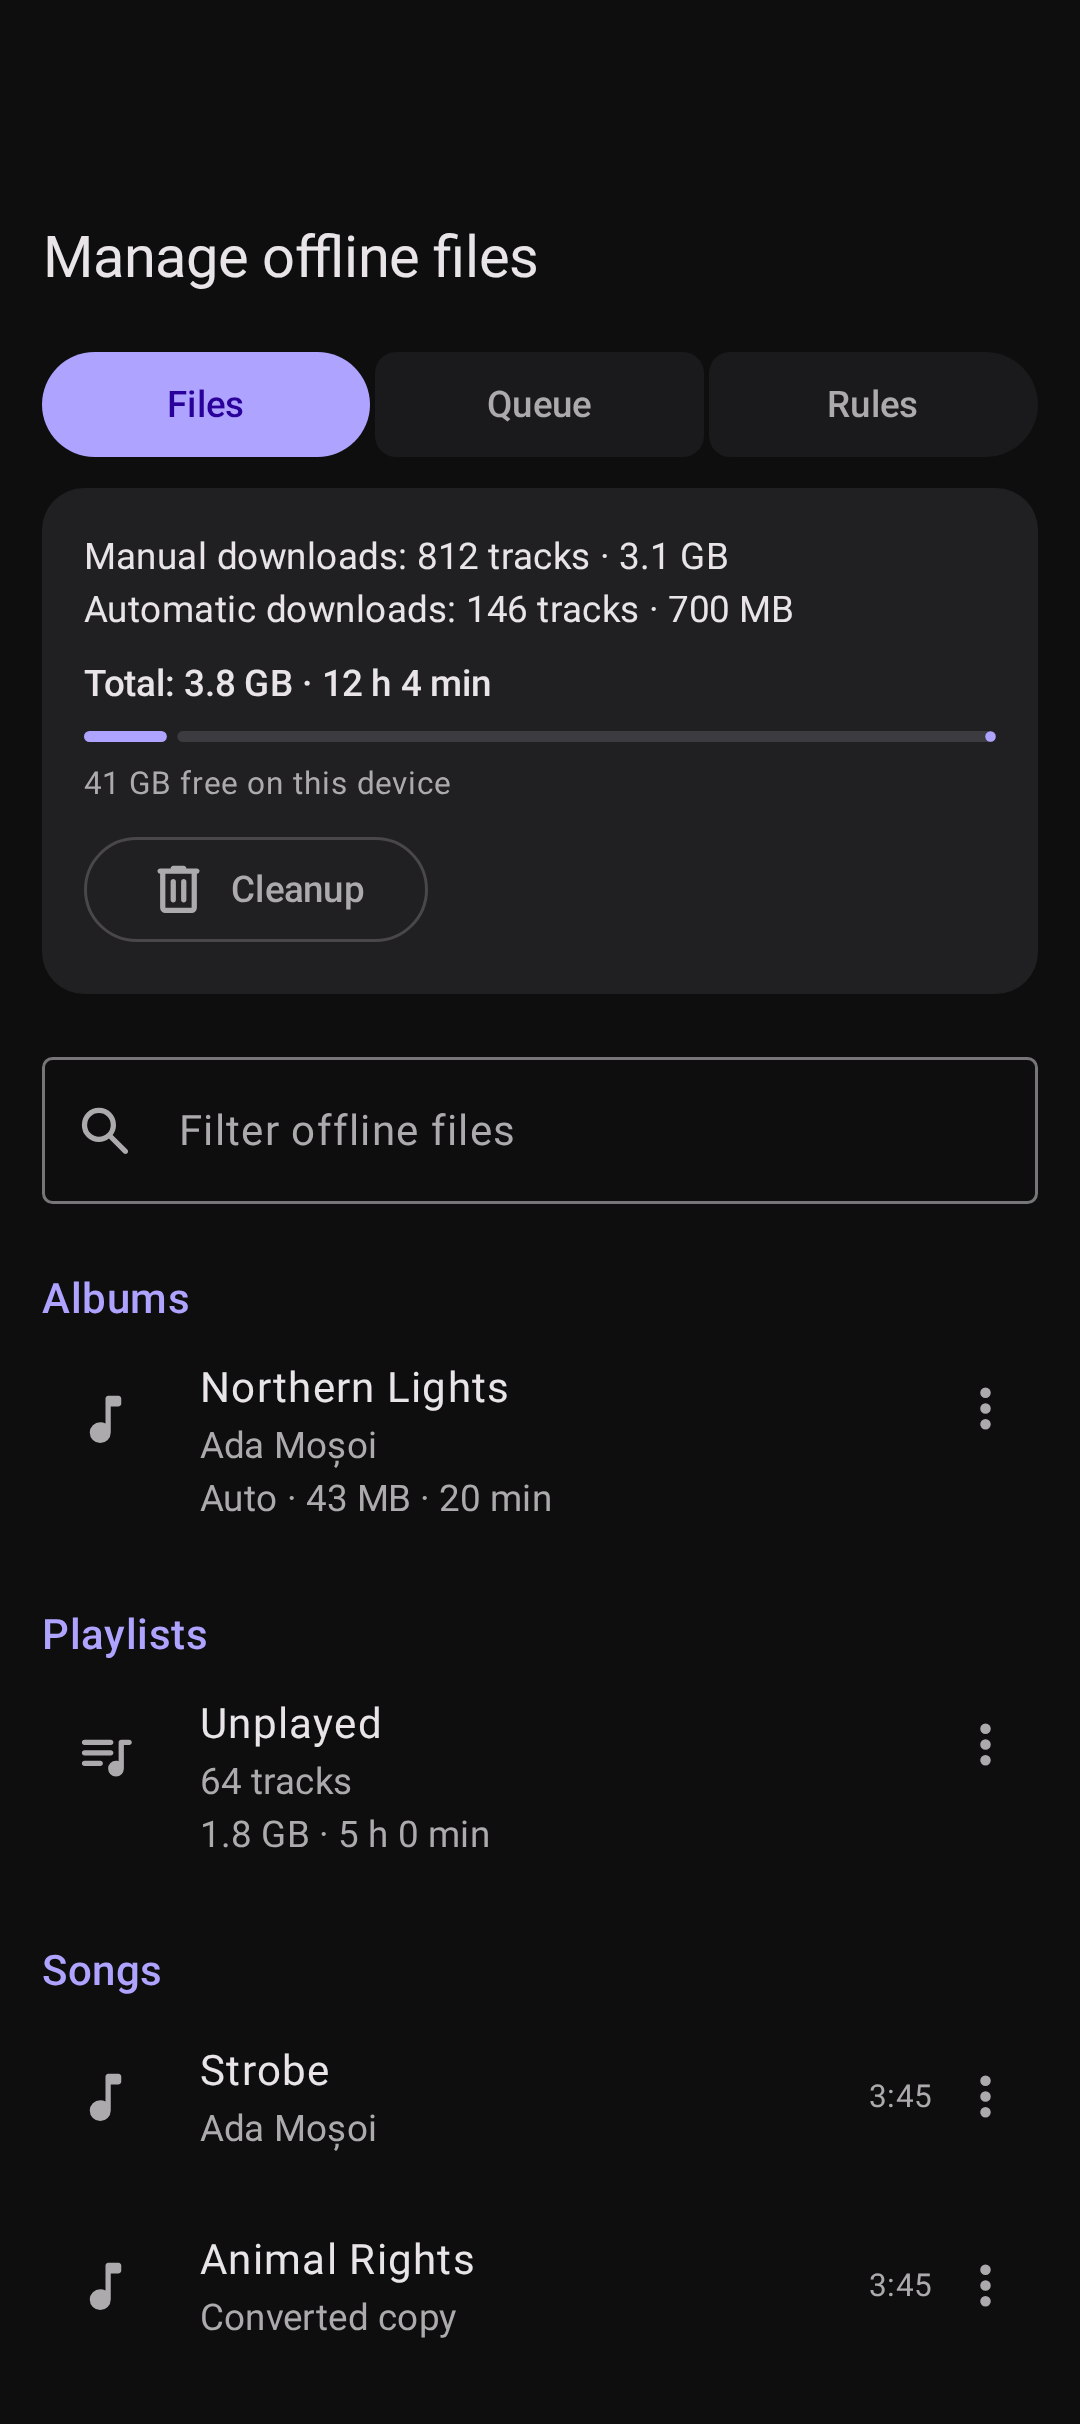 Manage offline files
Files
Queue
Rules
Manual downloads: 812 tracks · 3.1 GB
Automatic downloads: 146 tracks · 700 MB
Total: 3.8 GB · 12 h 4 min
41 GB free on this device
Cleanup
Filter offline files
Albums
Northern Lights
Ada Moșoi
Auto · 43 MB · 20 min
Playlists
Unplayed
64 tracks
1.8 GB · 5 h 0 min
Songs
Strobe
Ada Moșoi
3:45
Animal Rights
Converted copy
3:45